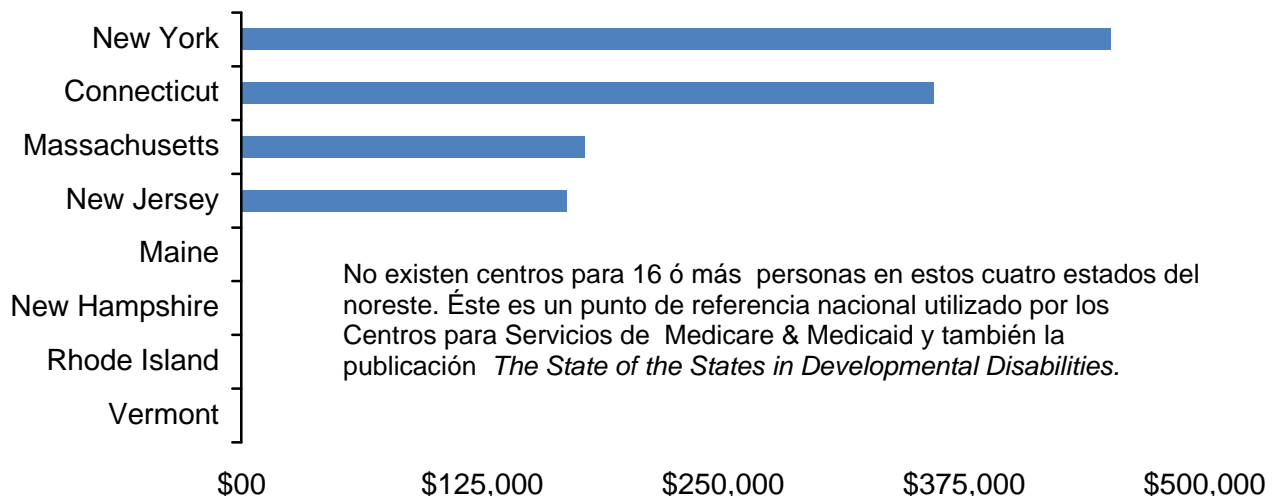 New York
Connecticut
Massachusetts
New Jersey
Maine
New Hampshire
Rhode Island
Vermont
No existen centros para 16 ó más personas en estos cuatro estados del
noreste. Éste es un punto de referencia nacional utilizado por los
Centros para Servicios de Medicare & Medicaid y también la
publicación The State of the States in Developmental Disabilities.
$00 $125,000 $250,000 $375,000 $500,000